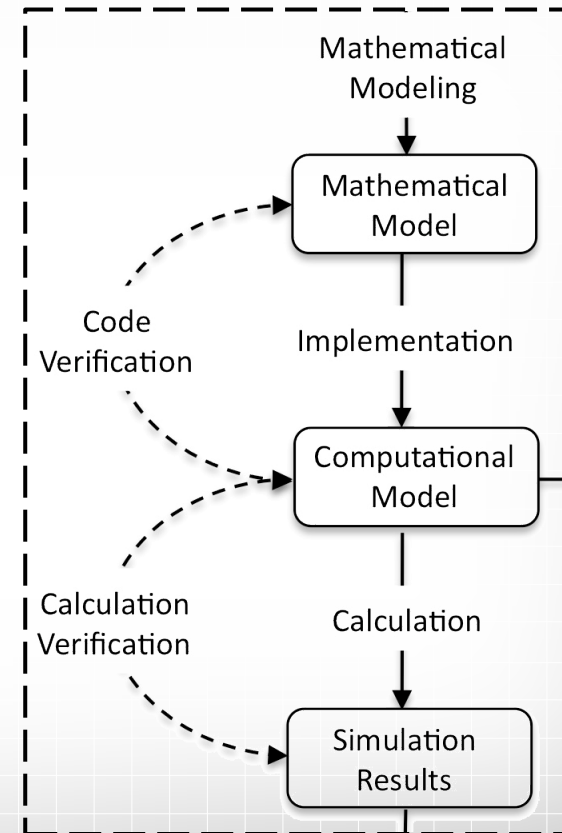 Mathematical
Modeling
Mathematical
Model
Code
Verification
Implementation
Computational
Model
Calculation
Verification
Calculation
Simulation
Results